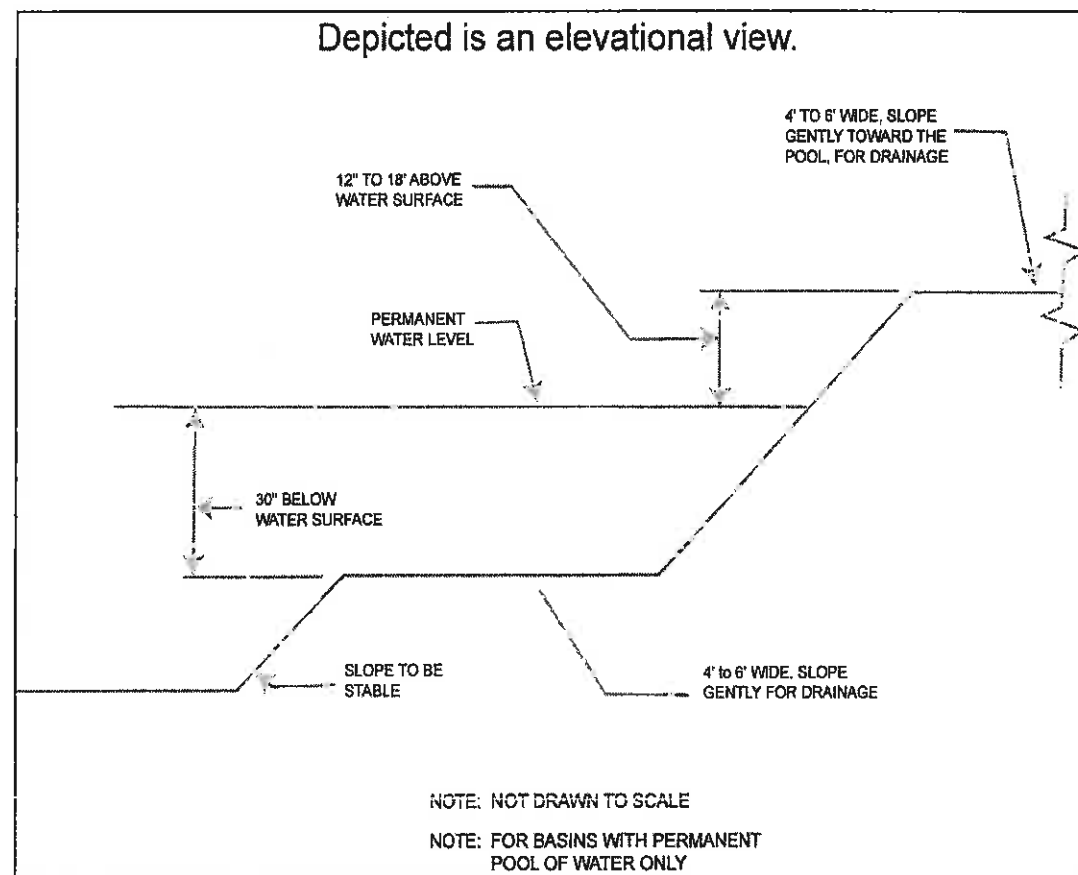 Depicted is an elevational view.
4' TO 6' WIDE, SLOPE
GENTLY TOWARD THE
POOL, FOR DRAINAGE
12" TO 18' ABOVE
WATER SURFACE
PERMANENT
WATER LEVEL
30" BELOW
WATER SURFACE
SLOPE TO BE
STABLE
4' to 6' WIDE, SLOPE
GENTLY FOR DRAINAGE
NOTE: NOT DRAWN TO SCALE
NOTE: FOR BASINS WITH PERMANENT
POOL OF WATER ONLY